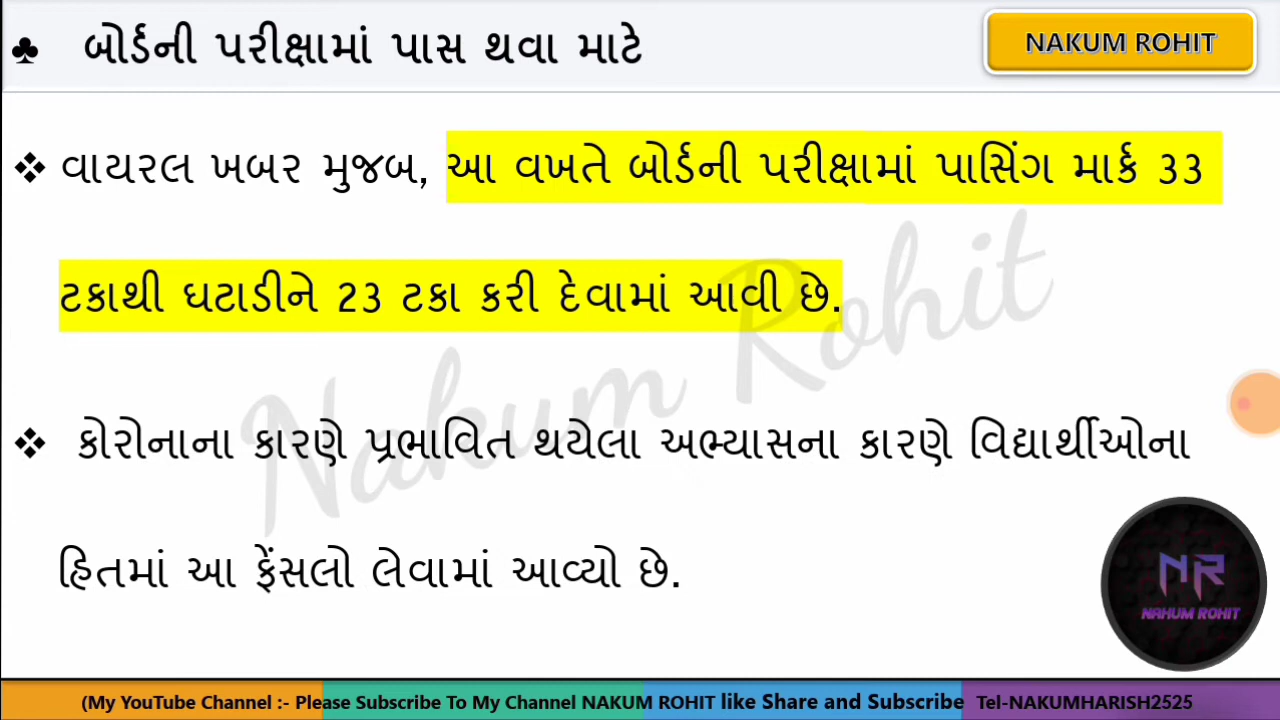 ♣ બોર્ડની પરીક્ષામાં પાસ થવા માટે
NAKUM ROHIT
❖ વાયરલ ખબર મુજબ, આ વખતે બોર્ડની પરીક્ષામાં પાસિંગ માર્ક 33
ટકાથી ઘટાડીને 23 ટકા કરી દેવામાં આવી છે.
Nakum Rohit
❖ કોરોનાના કારણે પ્રભાવિત થયેલા અભ્યાસના કારણે વિદ્યાર્થીઓના
હિતમાં આ ફેંસલો લેવામાં આવ્યો છે.
NR
NAHUM ROHIT
(My YouTube Channel :- Please Subscribe To My Channel NAKUM ROHIT like Share and Subscribe Tel-NAKUMHARISH2525